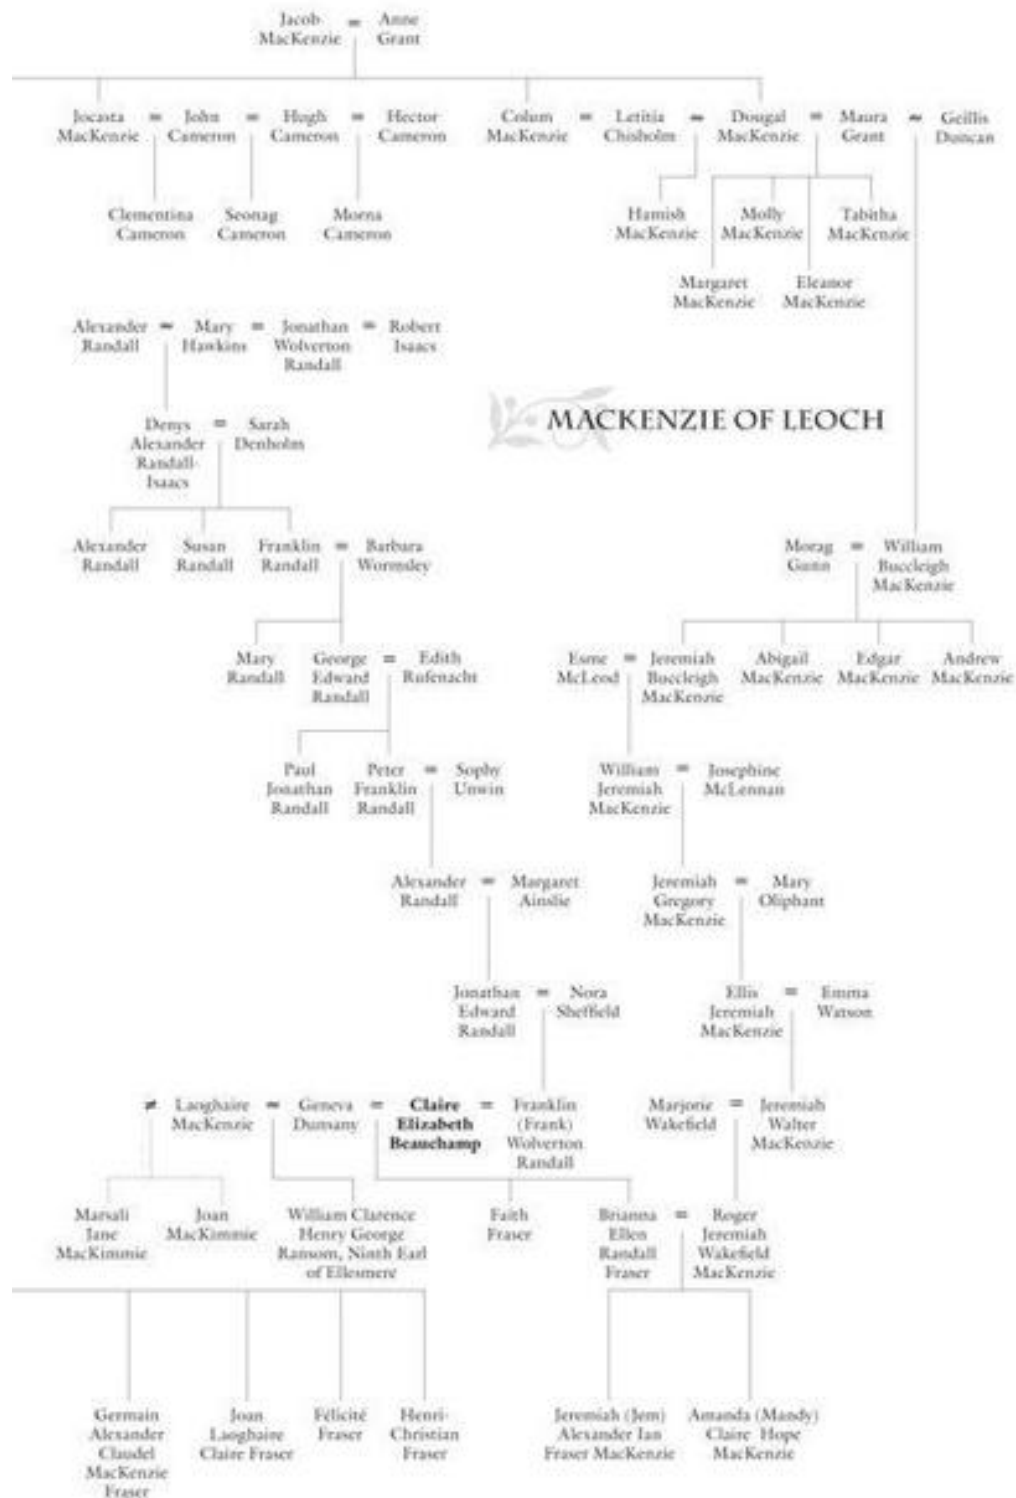 Jacob = Anne
MacKenzie Grant
Jocasta = John = Hugh = Hector Colum = Letitia ≈ Dougal = Maura ≈ Geillis
MacKenzie Cameron Cameron Cameron MacKenzie Chisholm MacKenzie Grant Duncan
Clementina Seonag Morna Hamish Molly Tabitha
Cameron Cameron Cameron MacKenzie MacKenzie MacKenzie
Margaret Eleanor
MacKenzie MacKenzie
Alexander ≈ Mary = Jonathan = Robert
Randall Hawkins Wolverton Isaacs
Randall
MACKENZIE OF LEOCH
Denys = Sarah
Alexander Denholm
Randall-
Isaacs
Alexander Susan Franklin = Barbara Morag = William
Randall Randall Randall Wormsley Gunn Buccleigh
MacKenzie
Mary George = Edith Esme = Jeremiah Abigail Edgar Andrew
Randall Edward Rufenacht McLeod Buccleigh MacKenzie MacKenzie MacKenzie
Randall MacKenzie
Paul Peter = Sophy William = Josephine
Jonathan Franklin Unwin Jeremiah McLennan
Randall Randall MacKenzie
Alexander = Margaret Jeremiah = Mary
Randall Ainslie Gregory Oliphant
MacKenzie
Jonathan = Nora Ellis = Emma
Edward Sheffield Jeremiah Watson
Randall MacKenzie
≠ Laoghaire ≈ Geneva = Claire = Franklin Marjorie = Jeremiah
MacKenzie Dunsany Elizabeth (Frank) Wakefield Walter
Beauchamp Wolverton MacKenzie
Randall
Marsali Joan William Clarence Faith Brianna = Roger
Jane MacKimmie Henry George Fraser Ellen Jeremiah
MacKimmie Ransom, Ninth Earl Randall Wakefield
of Ellesmere Fraser MacKenzie
Germain Joan Félicité Henri- Jeremiah (Jem) Amanda (Mandy)
Alexander Laoghaire Fraser Christian Alexander Ian Claire Hope
Claudel Claire Fraser Fraser Fraser MacKenzie MacKenzie
MacKenzie
Fraser